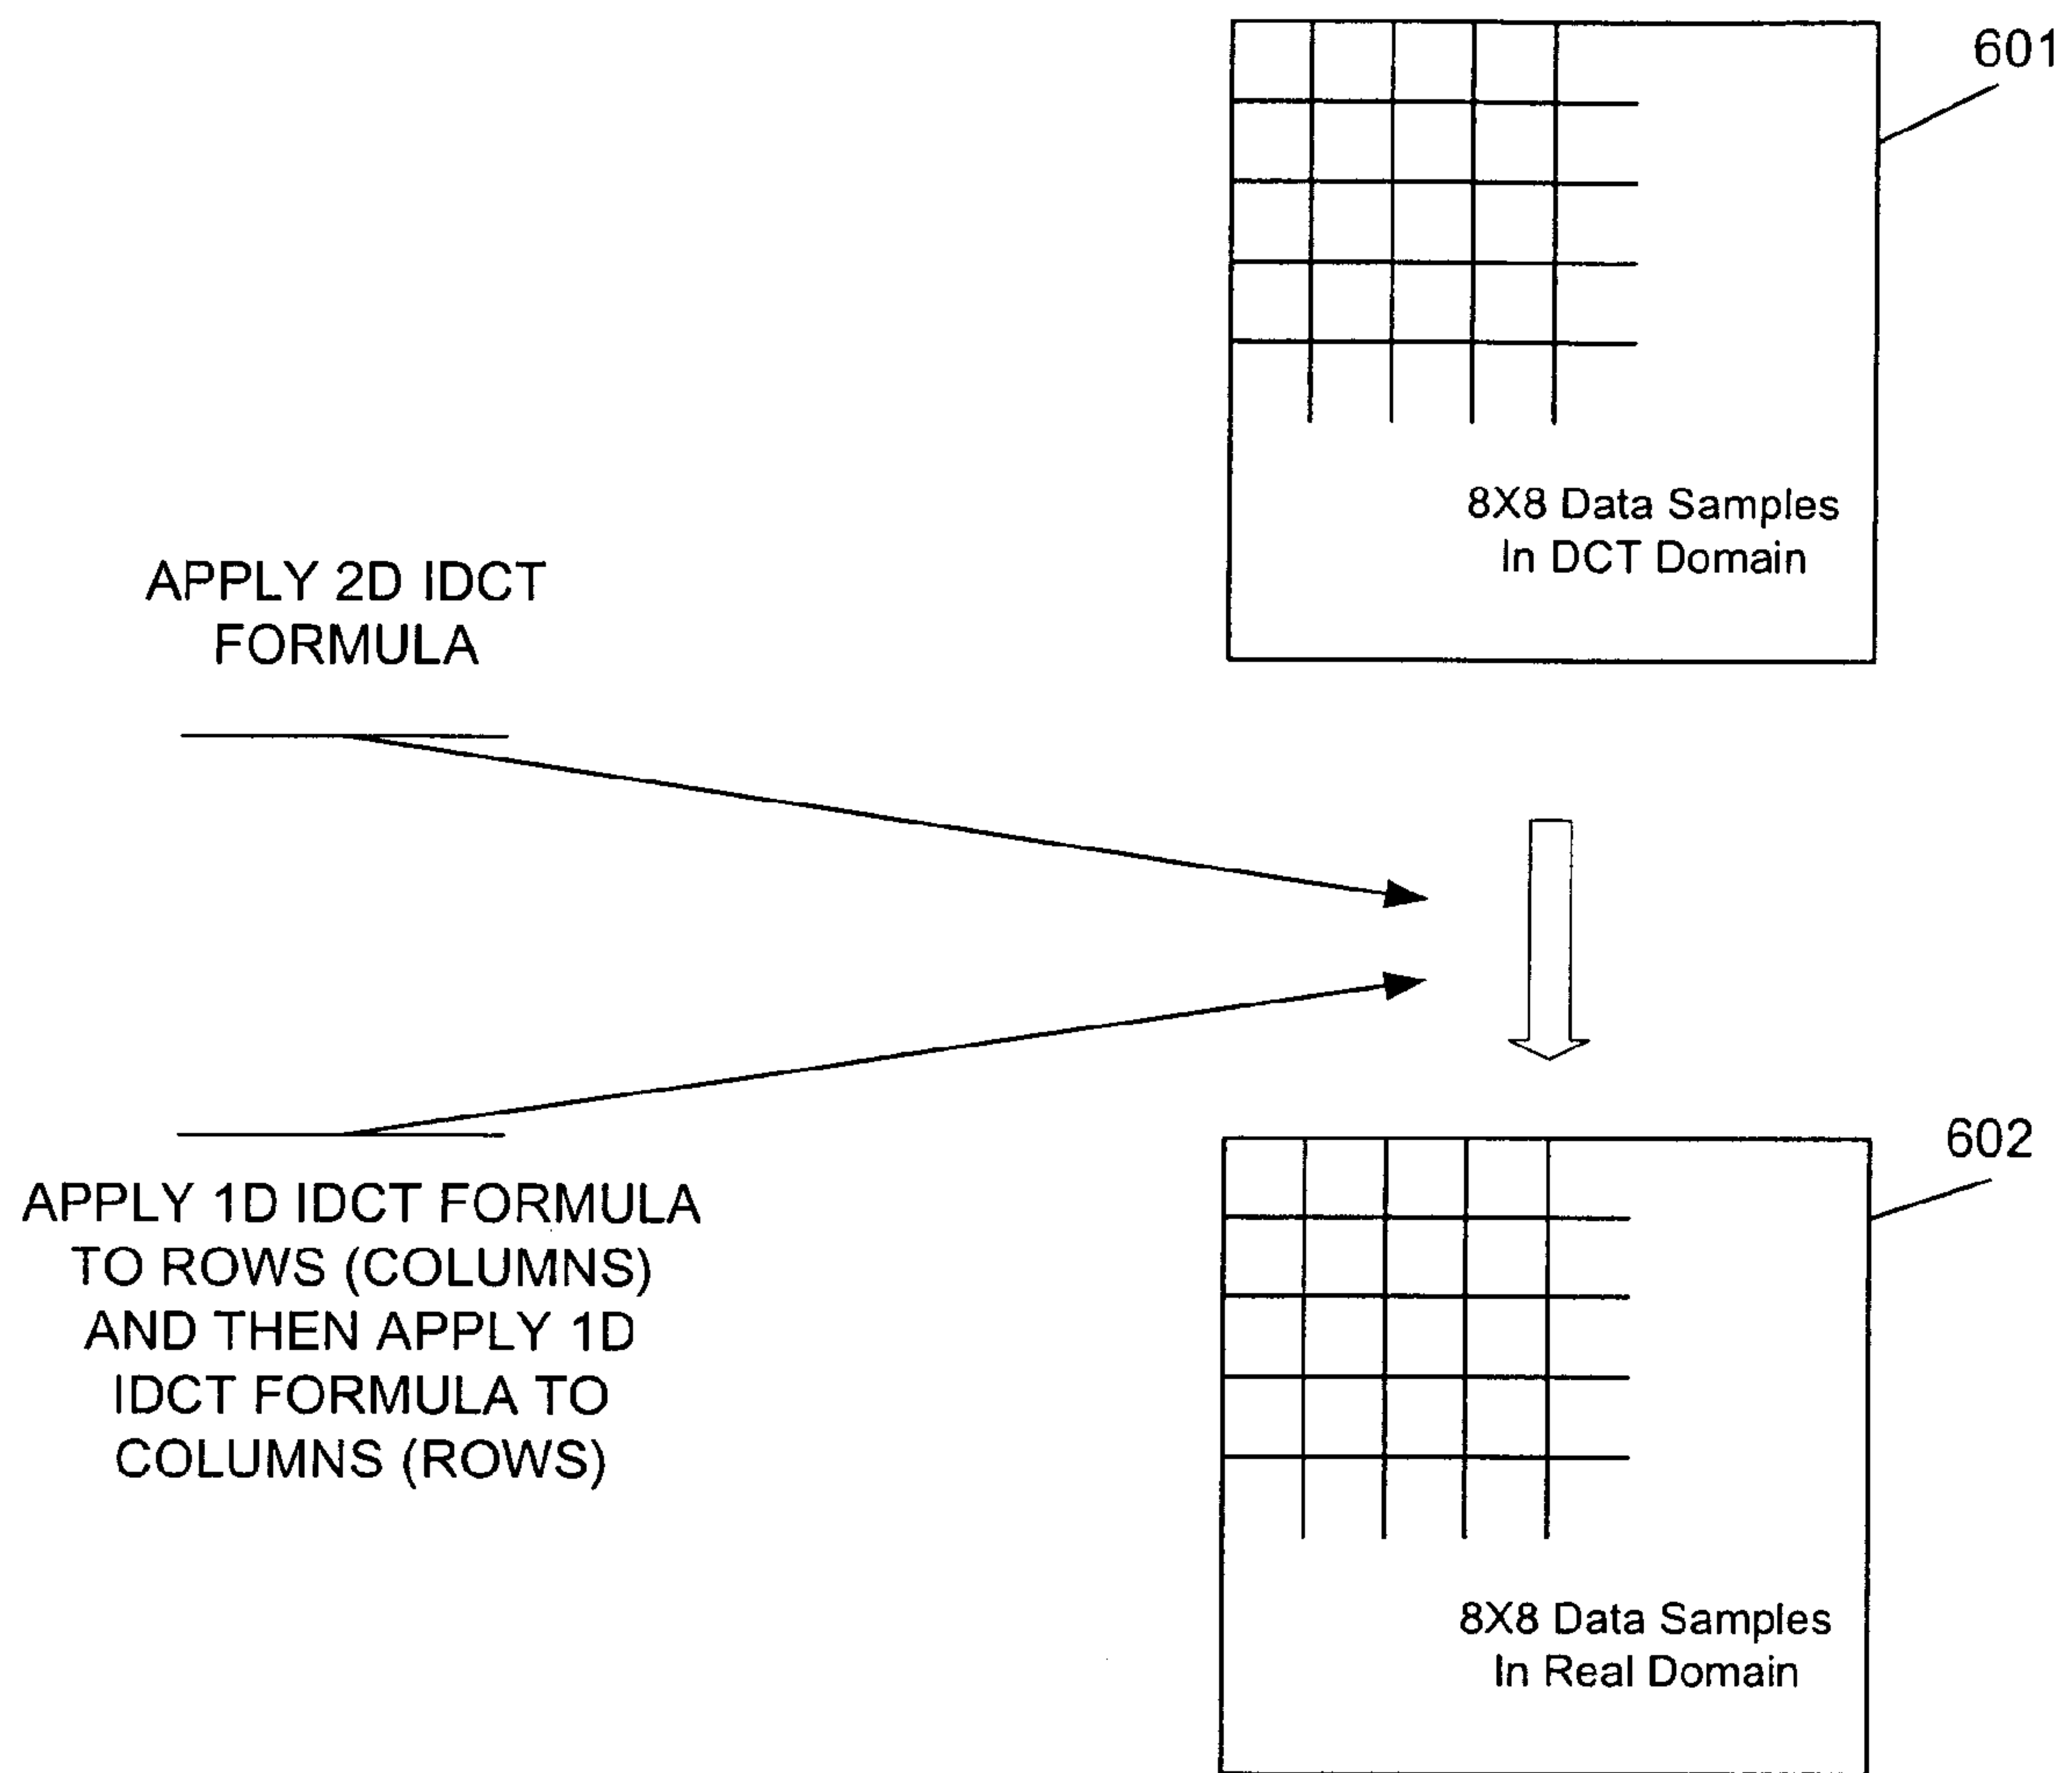 601
8X8 Data Samples
In DCT Domain
APPLY 2D IDCT
FORMULA
602
APPLY 1D IDCT FORMULA
TO ROWS (COLUMNS)
AND THEN APPLY 1D
IDCT FORMULA TO
COLUMNS (ROWS)
8X8 Data Samples
In Real Domain